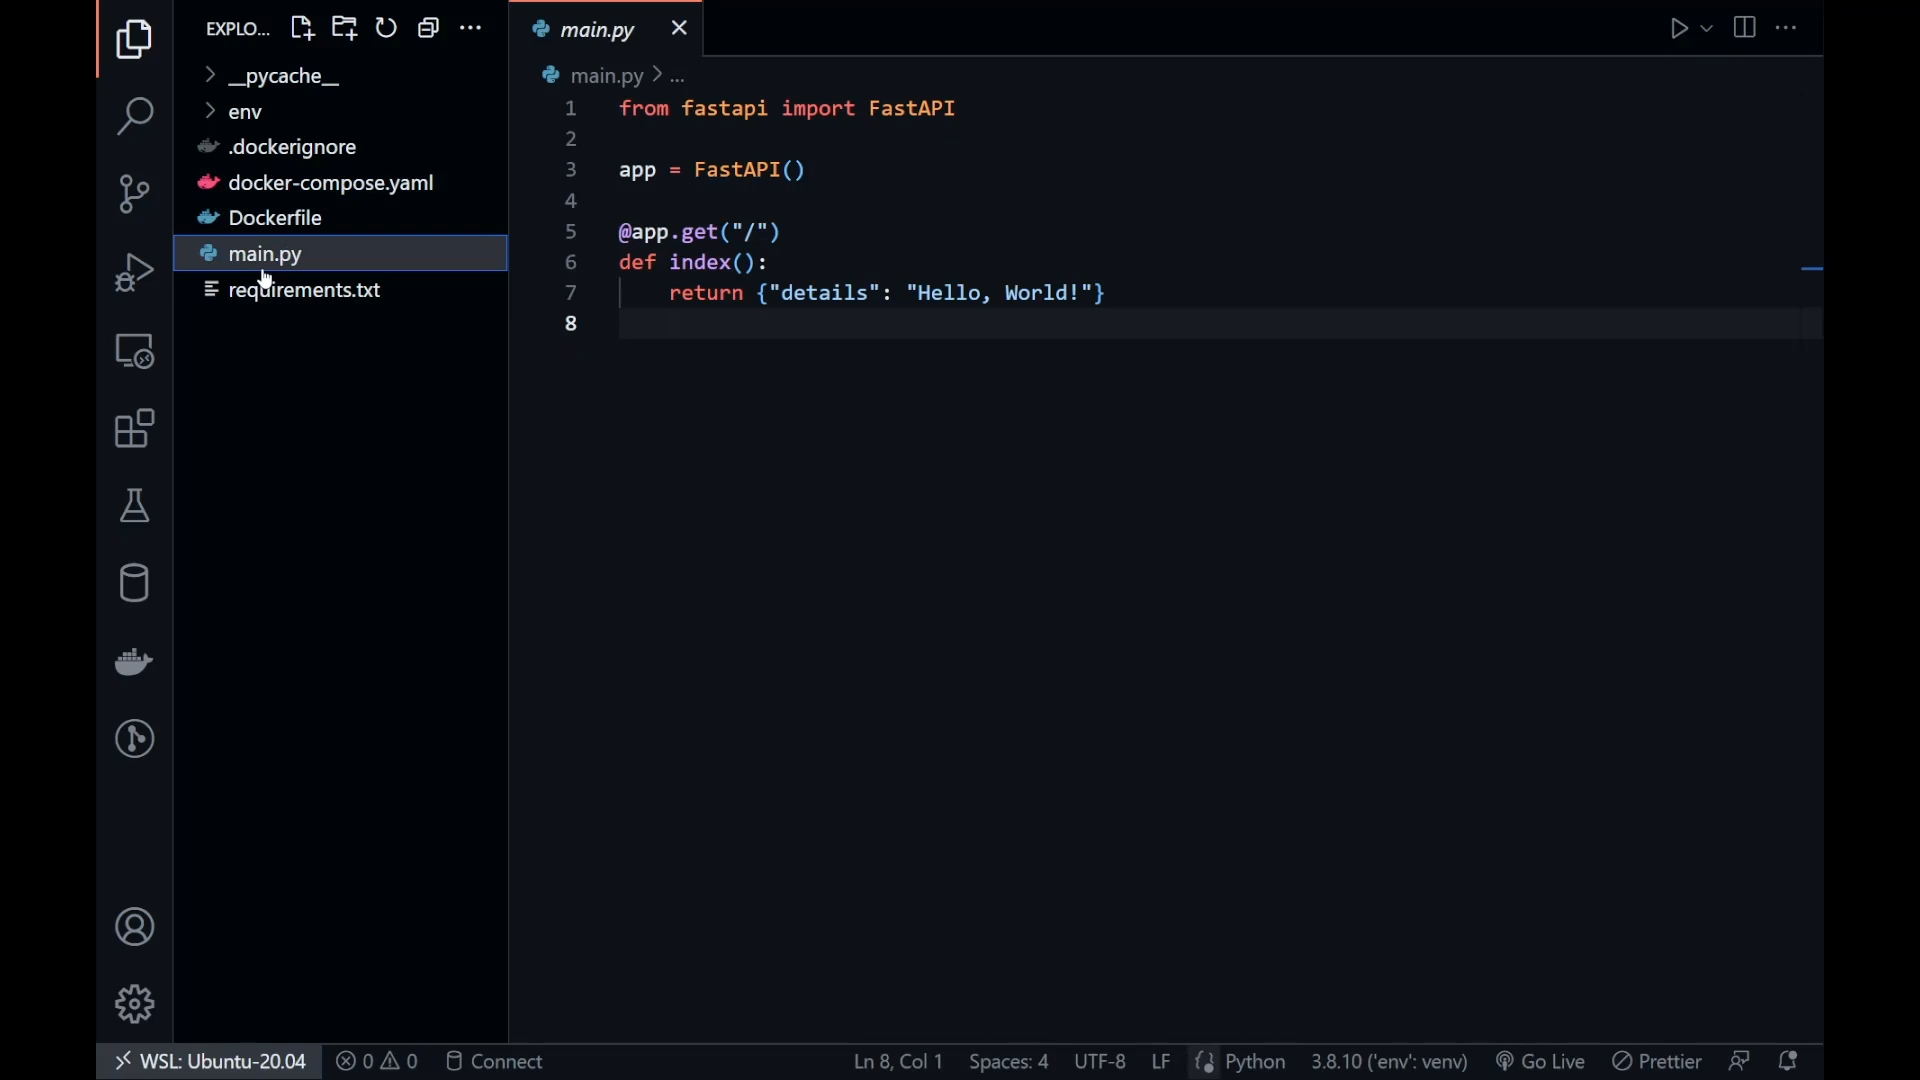 EXPLO...
main.py
__pycache__
env
.dockerignore
docker-compose.yaml
Dockerfile
main.py
requirements.txt
main.py > ...
1 from fastapi import FastAPI
2
3 app = FastAPI()
4
5 @app.get("/")
6 def index():
7 return {"details": "Hello, World!"}
8
WSL: Ubuntu-20.04
0 0
Connect
Ln 8, Col 1
Spaces: 4
UTF-8
LF
Python
3.8.10 ('env': venv)
Go Live
Prettier